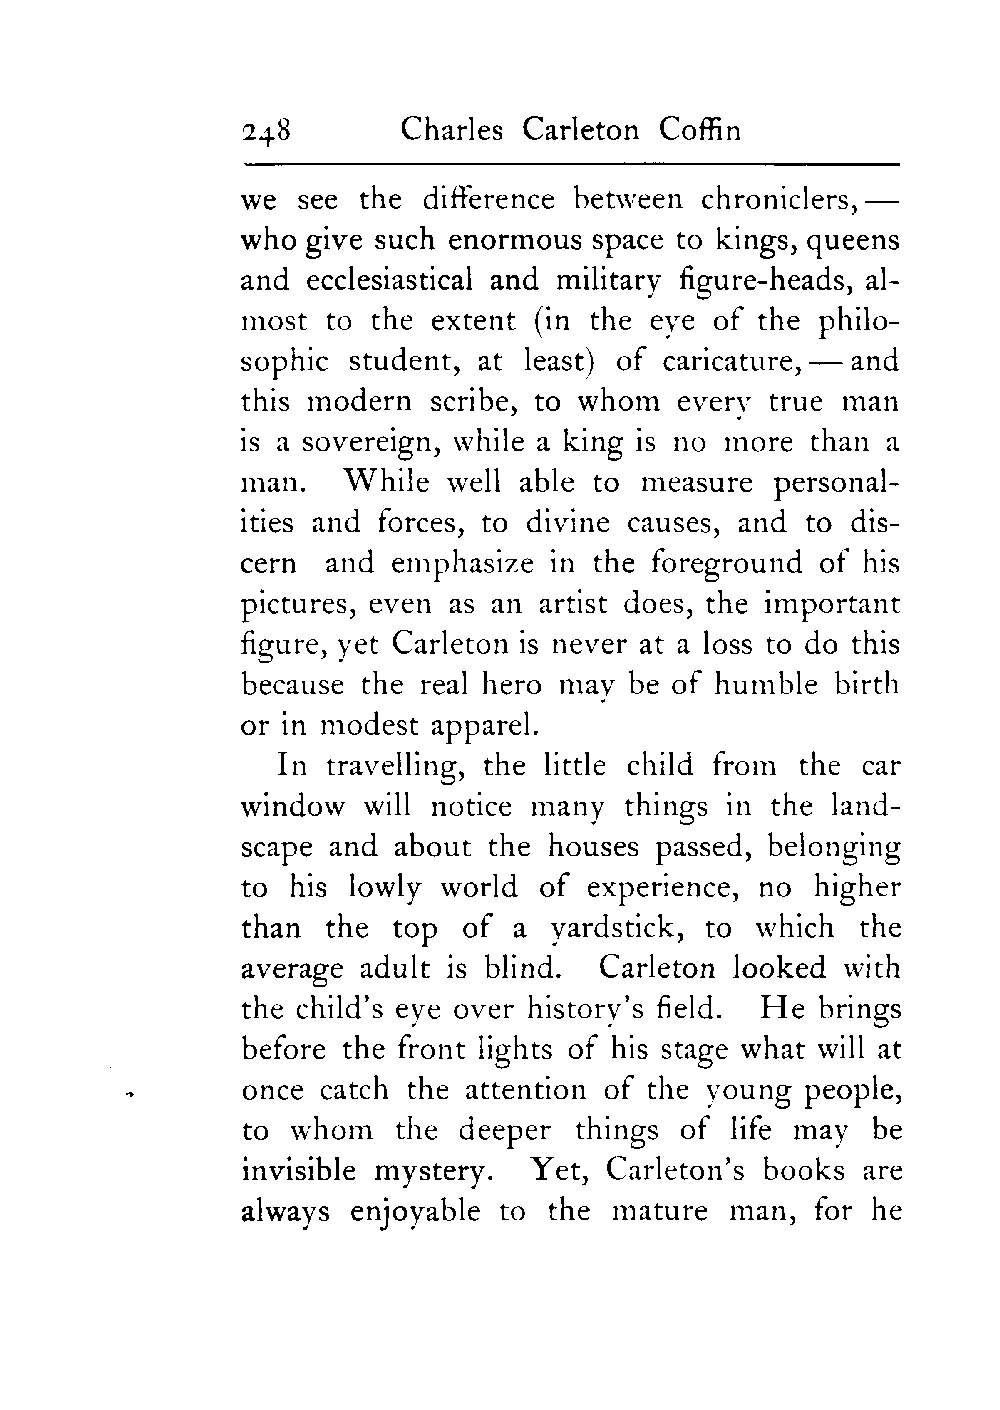 248 Charles Carleton Coffin
we see the difference between chroniclers, —
who give such enormous space to kings, queens
and ecclesiastical and military figure-heads, al-
most to the extent (in the eye of the philo-
sophic student, at least) of caricature, — and
this modern scribe, to whom every true man
is a sovereign, while a king is no more than a
man. While well able to measure personal-
ities and forces, to divine causes, and to dis-
cern and emphasize in the foreground of his
pictures, even as an artist does, the important
figure, yet Carleton is never at a loss to do this
because the real hero may be of humble birth
or in modest apparel.
In travelling, the little child from the car
window will notice many things in the land-
scape and about the houses passed, belonging
to his lowly world of experience, no higher
than the top of a yardstick, to which the
average adult is blind. Carleton looked with
the child's eye over history's field. He brings
before the front lights of his stage what will at
once catch the attention of the young people,
to whom the deeper things of life may be
invisible mystery. Yet, Carleton's books are
always enjoyable to the mature man, for he